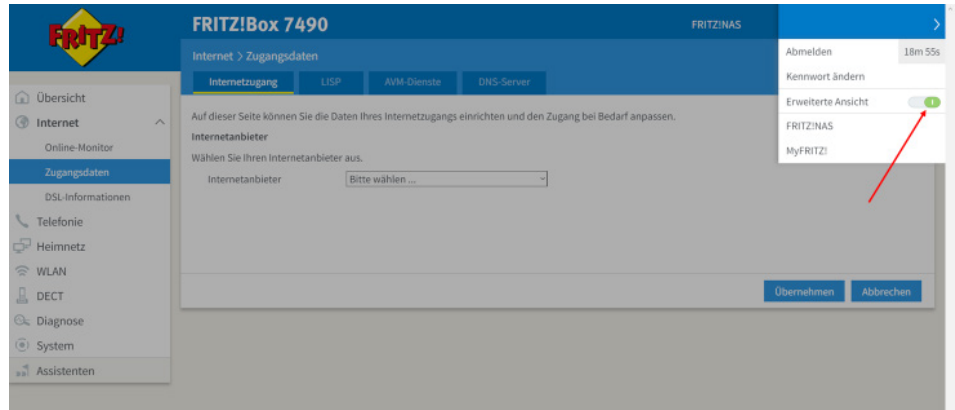 FRITZ!
FRITZ!Box 7490
FRITZ!NAS
Internet > Zugangsdaten
Internetzugang
LISP
AVM-Dienste
DNS-Server
Abmelden
18m 55s
Kennwort ändern
Erweiterte Ansicht
FRITZ!NAS
MyFRITZ!
Übersicht
Internet
Online-Monitor
Zugangsdaten
DSL-Informationen
Telefonie
Heimnetz
WLAN
DECT
Diagnose
System
Assistenten
Auf dieser Seite können Sie die Daten Ihres Internetzugangs einrichten und den Zugang bei Bedarf anpassen.
Internetanbieter
Wählen Sie Ihren Internetanbieter aus.
Internetanbieter
Bitte wählen ...
Übernehmen
Abbrechen